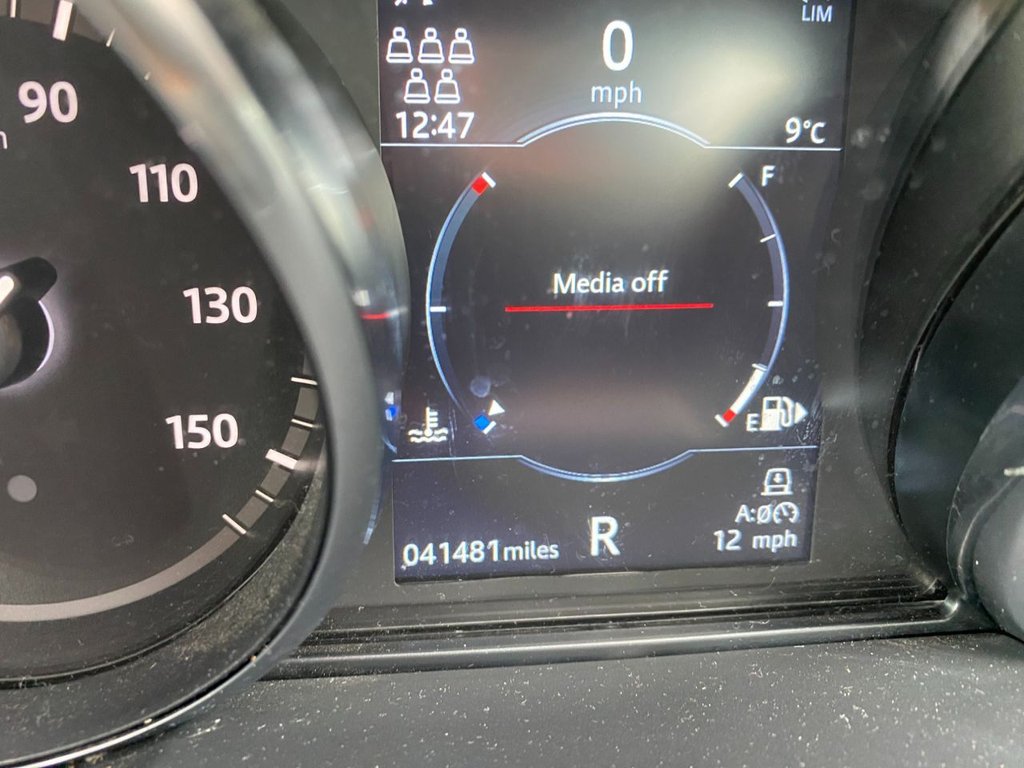 90
110
130
150
LIM
0
mph
12:47
9°C
F
Media off
E
A:Ø
041481miles
R
12 mph